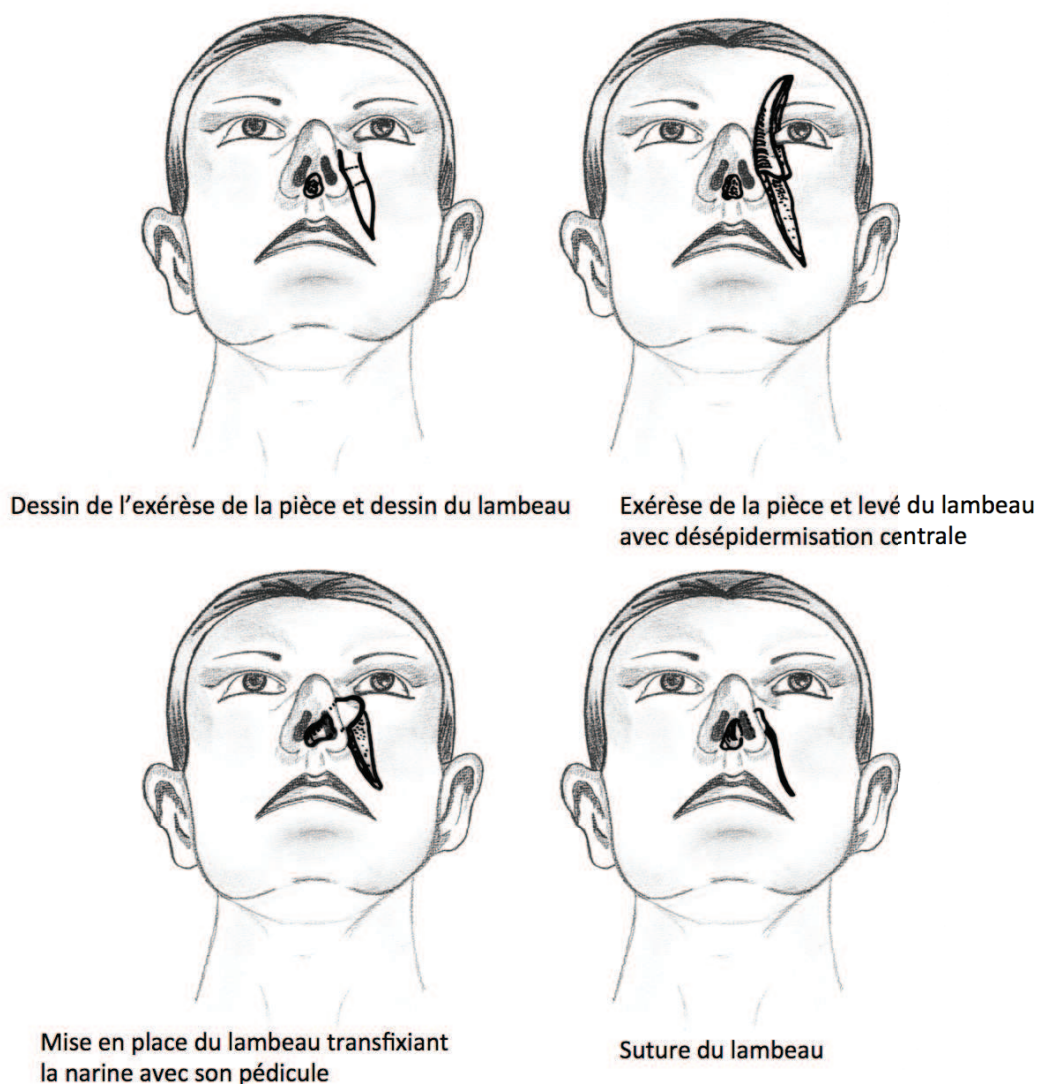 Dessin de l'exérèse de la pièce et dessin du lambeau
Exérèse de la pièce et levé du lambeau
avec désépidermisation centrale
Mise en place du lambeau transfixiant
la narine avec son pédicule
Suture du lambeau